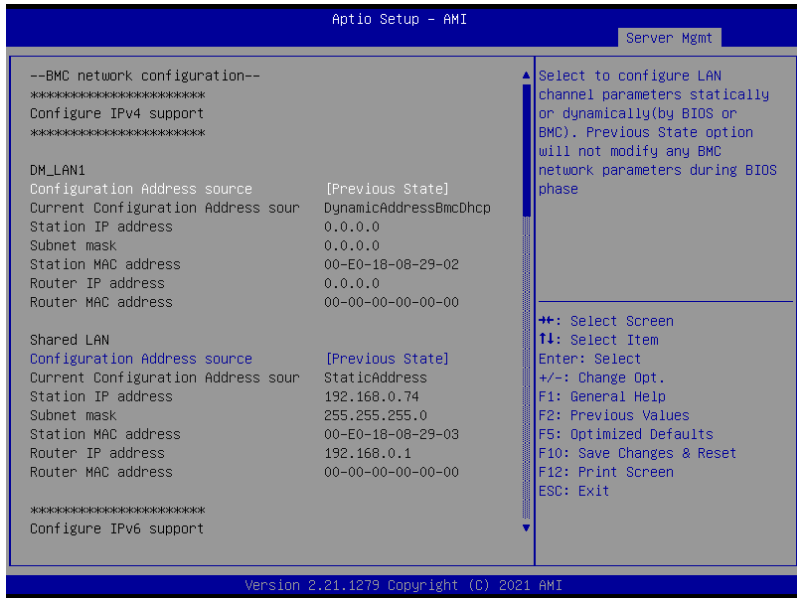 Aptio Setup – AMI
Server Mgmt
--BMC network configuration--
************************
Configure IPv4 support
************************
DM_LAN1
Configuration Address source [Previous State]
Current Configuration Address sour DynamicAddressBmcDhcp
Station IP address 0.0.0.0
Subnet mask 0.0.0.0
Station MAC address 00-E0-18-08-29-02
Router IP address 0.0.0.0
Router MAC address 00-00-00-00-00-00
Shared LAN
Configuration Address source [Previous State]
Current Configuration Address sour StaticAddress
Station IP address 192.168.0.74
Subnet mask 255.255.255.0
Station MAC address 00-E0-18-08-29-03
Router IP address 192.168.0.1
Router MAC address 00-00-00-00-00-00
************************
Configure IPv6 support
Select to configure LAN
channel parameters statically
or dynamically(by BIOS or
BMC). Previous State option
will not modify any BMC
network parameters during BIOS
phase
→←: Select Screen
↑↓: Select Item
Enter: Select
+/-: Change Opt.
F1: General Help
F2: Previous Values
F5: Optimized Defaults
F10: Save Changes & Reset
F12: Print Screen
ESC: Exit
Version 2.21.1279 Copyright (C) 2021 AMI